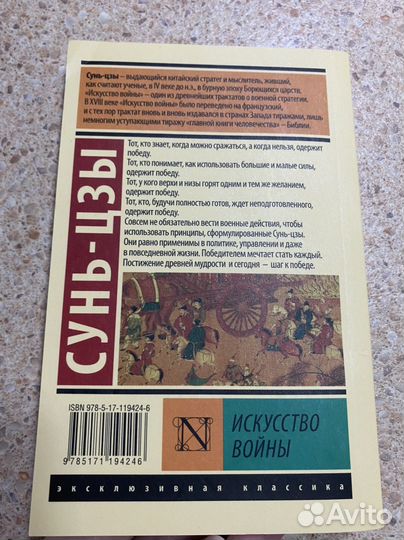 Сунь-цзы – выдающийся китайский стратег и мыслитель, живший,
как считают ученые, в IV веке до н.э., в бурную эпоху Борющихся царств.
«Искусство войны» – один из древнейших трактатов о военной стратегии.
В XVIII веке «Искусство войны» было переведено на французский,
и с тех пор трактат вновь и вновь издавался в странах Запада тиражами, лишь
немногим уступающими тиражу «главной книги человечества» – Библии.
СУНЬ-ЦЗЫ
Тот, кто знает, когда можно сражаться, а когда нельзя, одержит
победу.
Тот, кто понимает, как использовать большие и малые силы,
одержит победу.
Тот, у кого верхи и низы горят одним и тем же желанием,
одержит победу.
Тот, кто, будучи полностью готов, ждет неподготовленного,
одержит победу.
Совсем не обязательно вести военные действия, чтобы
использовать принципы, сформулированные Сунь-цзы.
Они равно применимы в политике, управлении и даже
в повседневной жизни. Победителем мечтает стать каждый.
Постижение древней мудрости и сегодня – шаг к победе.
ISBN 978-5-17-119424-6
9 785171 194246
N
ИСКУССТВО
ВОЙНЫ
эксклюзивная классика
Avito